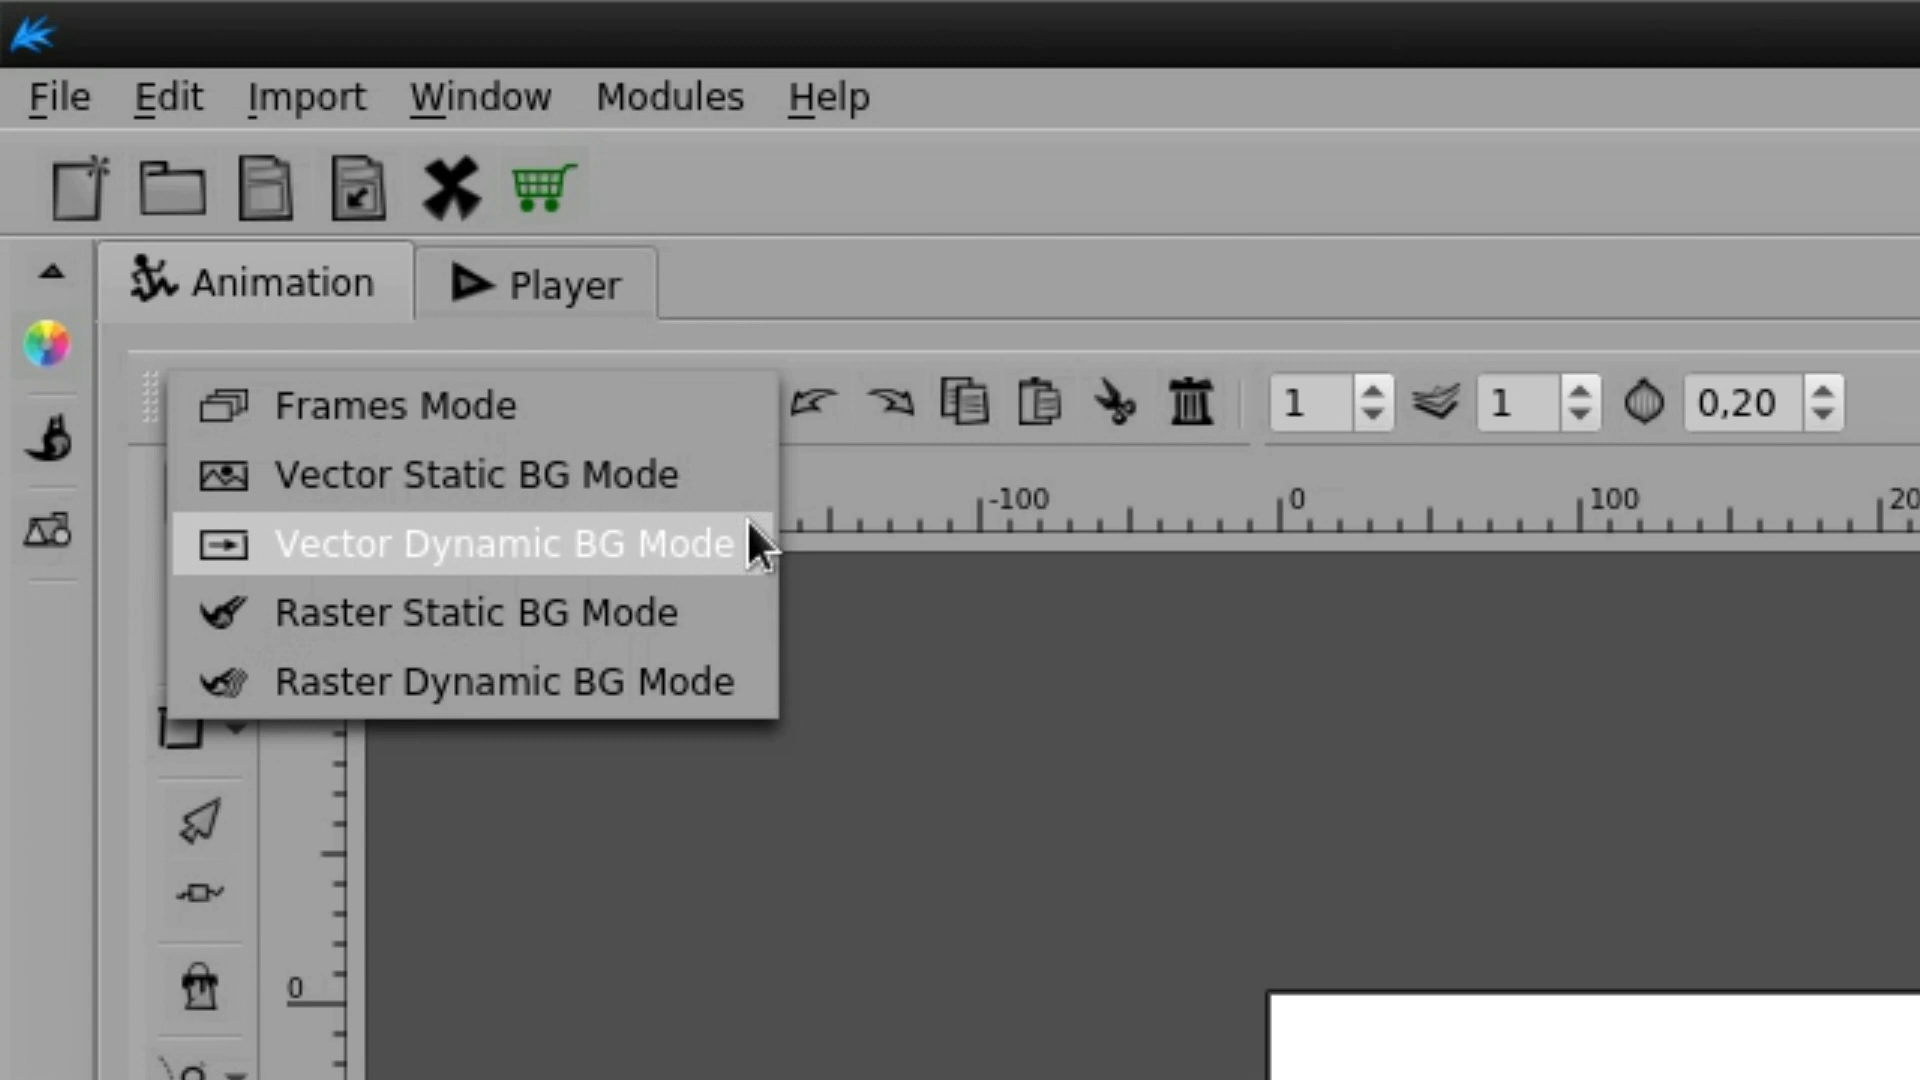 File Edit Import Window Modules Help
Animation Player
Frames Mode
Vector Static BG Mode
Vector Dynamic BG Mode
Raster Static BG Mode
Raster Dynamic BG Mode
1 1 0,20
-100 0 100 20
0